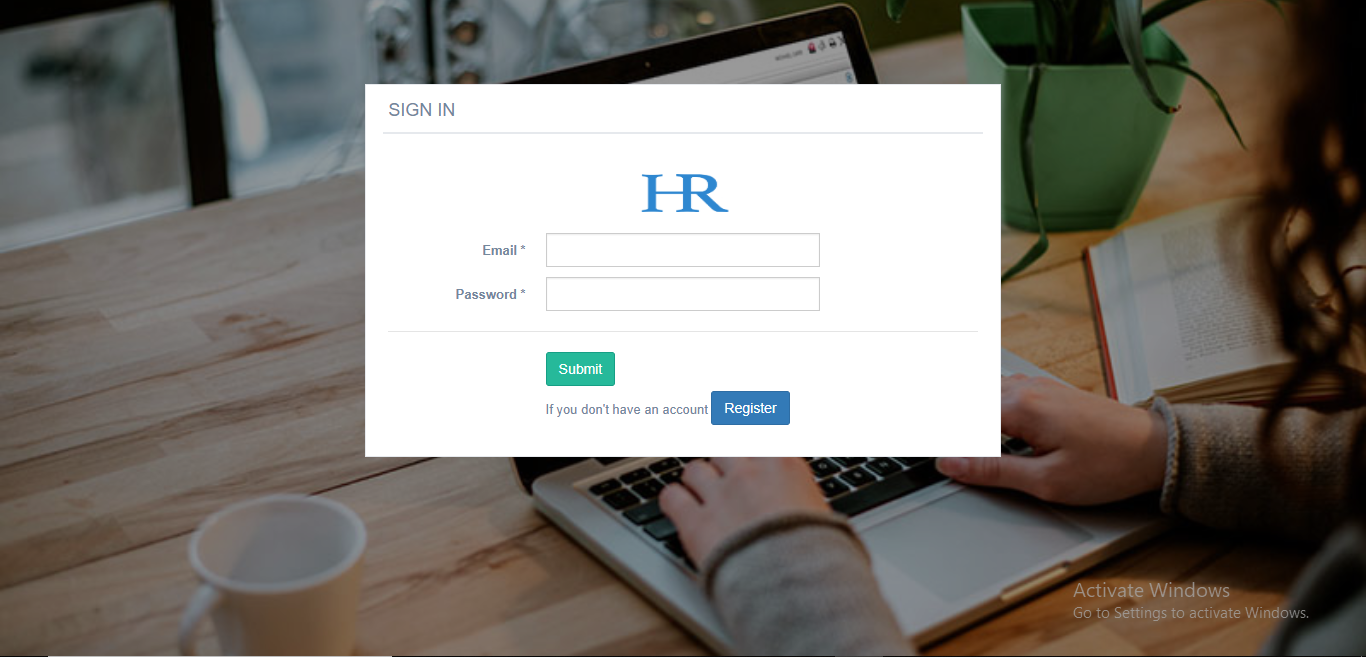 SIGN IN
HR
Email *
Password *
Submit
If you don't have an account Register
Activate Windows
Go to Settings to activate Windows.